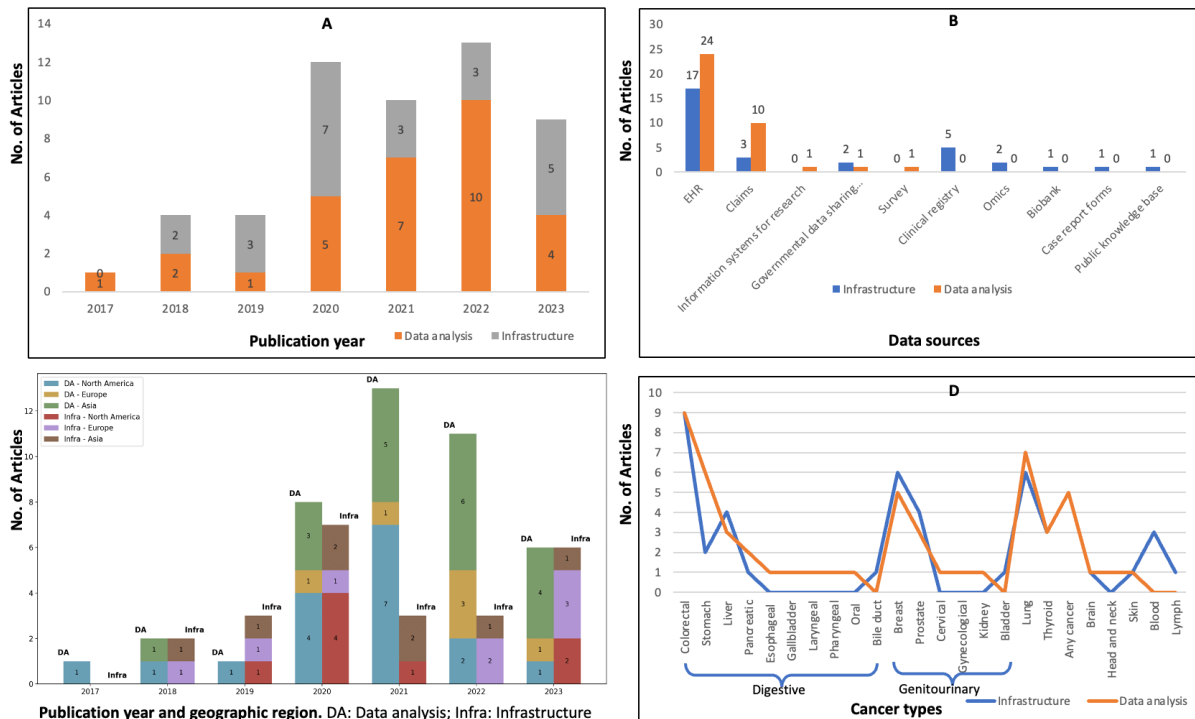 A
No. of Articles
14
12
10
8
6
4
2
0
0
1
2
2
3
1
7
5
3
7
3
10
5
4
2017 2018 2019 2020 2021 2022 2023
Publication year
Data analysis Infrastructure
B
No. of Articles
30
25
20
15
10
5
0
17 24
3 10
0 1
2 1
0 1
5 0
2 0
1 0
1 0
1 0
EHR
Claims
Information systems for research
Governmental data sharing...
Survey
Clinical registry
Omics
Biobank
Case report forms
Public knowledge base
Infrastructure Data analysis
Data sources
DA - North America
DA - Europe
DA - Asia
Infra - North America
Infra - Europe
Infra - Asia
No. of Articles
12
10
8
6
4
2
0
DA
1
Infra
DA
1
1
Infra
1
1
DA
1
Infra
1
1
1
DA
3
1
4
Infra
2
1
4
DA
5
1
7
Infra
2
1
DA
6
3
2
Infra
1
2
DA
4
1
1
Infra
1
3
2
2017 2018 2019 2020 2021 2022 2023
Publication year and geographic region. DA: Data analysis; Infra: Infrastructure
D
No. of Articles
10
9
8
7
6
5
4
3
2
1
0
Colorectal
Stomach
Liver
Pancreatic
Esophageal
Gallbladder
Laryngeal
Pharyngeal
Oral
Bile duct
Breast
Prostate
Cervical
Gynecological
Kidney
Bladder
Lung
Thyroid
Any cancer
Brain
Head and neck
Skin
Blood
Lymph
Digestive
Genitourinary
Infrastructure Data analysis
Cancer types